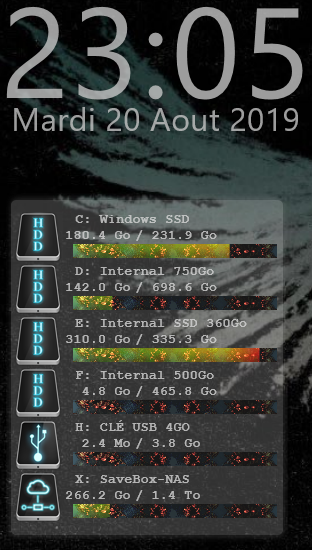 23:05
Mardi 20 Aout 2019
HDD
C: Windows SSD
180.4 Go / 231.9 Go
HDD
D: Internal 750Go
142.0 Go / 698.6 Go
HDD
E: Internal SSD 360Go
310.0 Go / 335.3 Go
HDD
F: Internal 500Go
4.8 Go / 465.8 Go
H: CLÉ USB 4GO
2.4 Mo / 3.8 Go
X: SaveBox-NAS
266.2 Go / 1.4 To